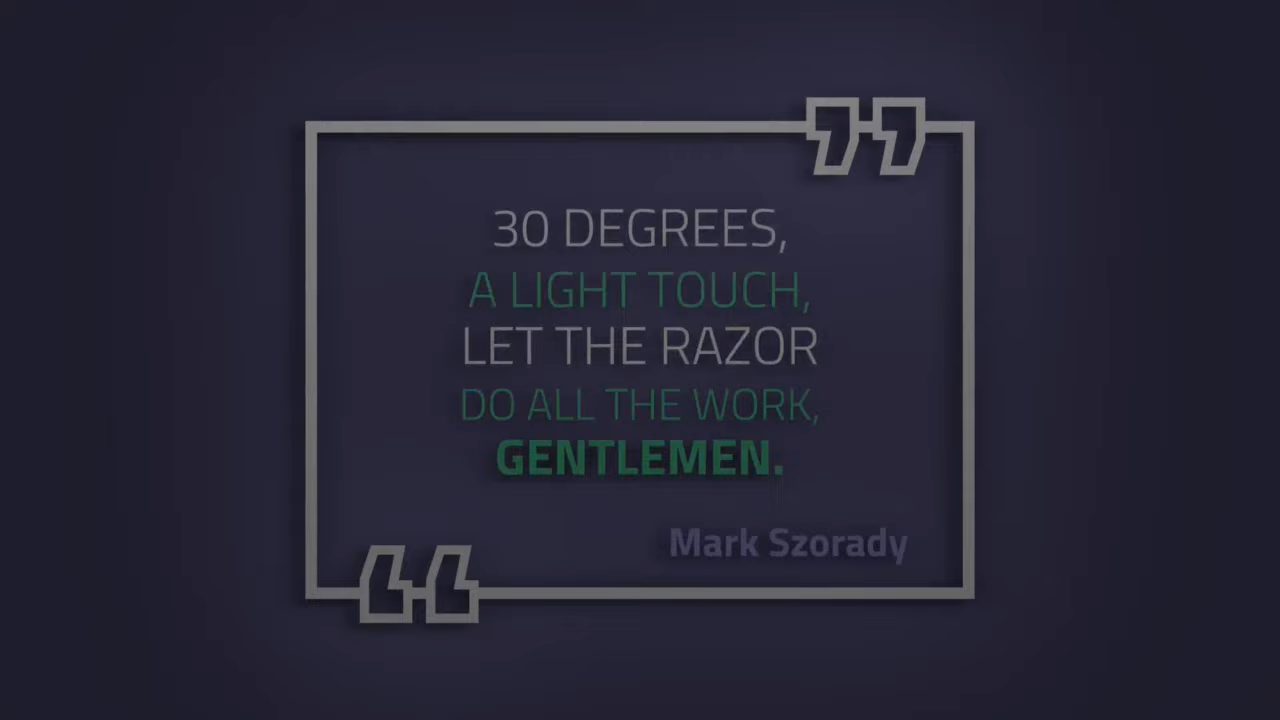 30 DEGREES,
A LIGHT TOUCH,
LET THE RAZOR
DO ALL THE WORK,
GENTLEMEN.
Mark Szorady